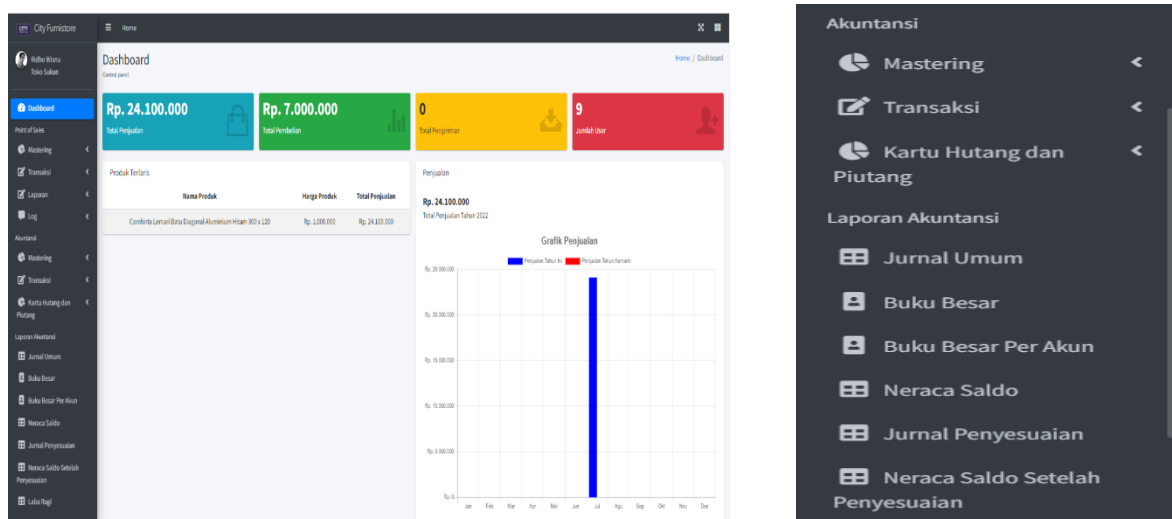 CITY City Furnistore
Home
Ridho Wisnu
Toko Sukun
Dashboard
Point of Sales
Mastering
Transaksi
Laporan
Log
Akuntansi
Mastering
Transaksi
Kartu Hutang dan
Piutang
Laporan Akuntansi
Jurnal Umum
Buku Besar
Buku Besar Per Akun
Neraca Saldo
Jurnal Penyesuaian
Neraca Saldo Setelah
Penyesuaian
Laba Rugi
Dashboard
Control panel
Home / Dashboard
Rp. 24.100.000
Total Penjualan
Rp. 7.000.000
Total Pembelian
0
Total Pengiriman
9
Jumlah User
Produk Terlaris
Nama Produk Harga Produk Total Penjualan
Comforta Lemari Batu Diagonal Aluminium Hitam 300 x 120 Rp. 1.000.000 Rp. 24.100.000
Penjualan
Rp. 24.100.000
Total Penjualan Tahun 2022
Grafik Penjualan
Penjualan Tahun Ini Penjualan Tahun Kemarin
Rp. 25.000.000
Rp. 20.000.000
Rp. 15.000.000
Rp. 10.000.000
Rp. 5.000.000
Rp. 0
Jan Feb Mar Apr Mei Jun Jul Agu Sep Okt Nov Des
Akuntansi
Mastering
Transaksi
Kartu Hutang dan
Piutang
Laporan Akuntansi
Jurnal Umum
Buku Besar
Buku Besar Per Akun
Neraca Saldo
Jurnal Penyesuaian
Neraca Saldo Setelah
Penyesuaian